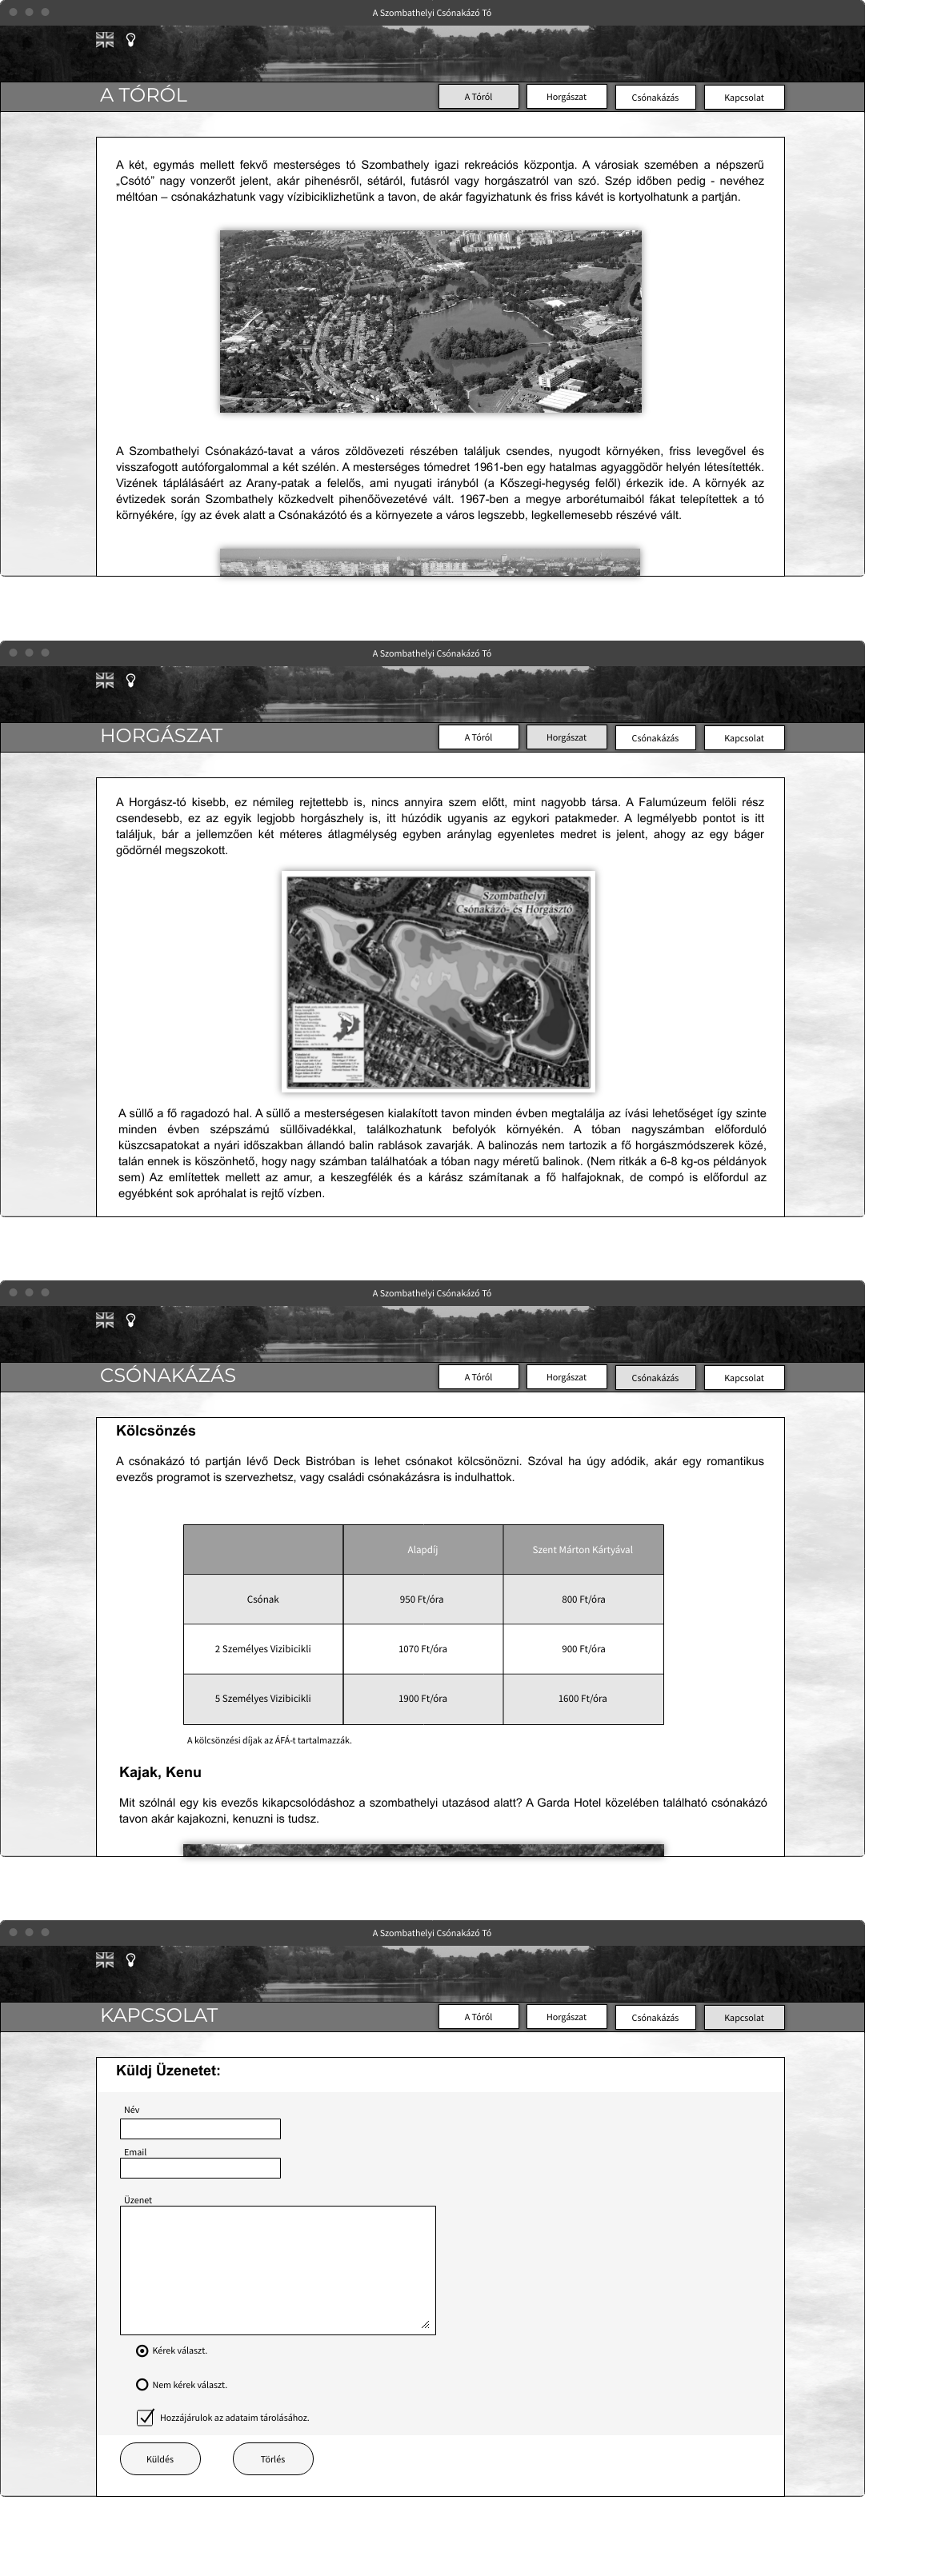 A Szombathelyi Csónakázó Tó
A TÓRÓL
A Tóról
Horgászat
Csónakázás
Kapcsolat
A két, egymás mellett fekvő mesterséges tó Szombathely igazi rekreációs központja. A városiak szemében a népszerű
„Csótó” nagy vonzerőt jelent, akár pihenésről, sétáról, futásról vagy horgászatról van szó. Szép időben pedig - nevéhez
méltóan – csónakázhatunk vagy vízibiciklizhetünk a tavon, de akár fagyizhatunk és friss kávét is kortyolhatunk a partján.
A Szombathelyi Csónakázó-tavat a város zöldövezeti részében találjuk csendes, nyugodt környéken, friss levegővel és
visszafogott autóforgalommal a két szélén. A mesterséges tómedret 1961-ben egy hatalmas agyaggödör helyén létesítették.
Vizének táplálásáért az Arany-patak a felelős, ami nyugati irányból (a Kőszegi-hegység felől) érkezik ide. A környék az
évtizedek során Szombathely közkedvelt pihenőövezetévé vált. 1967-ben a megye arborétumaiból fákat telepítettek a tó
környékére, így az évek alatt a Csónakázótó és a környezete a város legszebb, legkellemesebb részévé vált.
A Szombathelyi Csónakázó Tó
HORGÁSZAT
A Tóról
Horgászat
Csónakázás
Kapcsolat
A Horgász-tó kisebb, ez némileg rejtettebb is, nincs annyira szem előtt, mint nagyobb társa. A Falumúzeum felöli rész
csendesebb, ez az egyik legjobb horgászhely is, itt húzódik ugyanis az egykori patakmeder. A legmélyebb pontot is itt
találjuk, bár a jellemzően két méteres átlagmélység egyben aránylag egyenletes medret is jelent, ahogy az egy báger
gödörnél megszokott.
Szombathelyi
Csónakázó- és Horgásztó
A süllő a fő ragadozó hal. A süllő a mesterségesen kialakított tavon minden évben megtalálja az ívási lehetőséget így szinte
minden évben szépszámú süllőivadékkal, találkozhatunk befolyók környékén. A tóban nagyszámban előforduló
küszcsapatokat a nyári időszakban állandó balin rablások zavarják. A balinozás nem tartozik a fő horgászmódszerek közé,
talán ennek is köszönhető, hogy nagy számban találhatóak a tóban nagy méretű balinok. (Nem ritkák a 6-8 kg-os példányok
sem) Az említettek mellett az amur, a keszegfélék és a kárász számítanak a fő halfajoknak, de compó is előfordul az
egyébként sok apróhalat is rejtő vízben.
A Szombathelyi Csónakázó Tó
CSÓNAKÁZÁS
A Tóról
Horgászat
Csónakázás
Kapcsolat
Kölcsönzés
A csónakázó tó partján lévő Deck Bistróban is lehet csónakot kölcsönözni. Szóval ha úgy adódik, akár egy romantikus
evezős programot is szervezhetsz, vagy családi csónakázásra is indulhattok.
Alapdíj
Szent Márton Kártyával
Csónak
950 Ft/óra
800 Ft/óra
2 Személyes Vizibicikli
1070 Ft/óra
900 Ft/óra
5 Személyes Vizibicikli
1900 Ft/óra
1600 Ft/óra
A kölcsönzési díjak az ÁFÁ-t tartalmazzák.
Kajak, Kenu
Mit szólnál egy kis evezős kikapcsolódáshoz a szombathelyi utazásod alatt? A Garda Hotel közelében található csónakázó
tavon akár kajakozni, kenuzni is tudsz.
A Szombathelyi Csónakázó Tó
KAPCSOLAT
A Tóról
Horgászat
Csónakázás
Kapcsolat
Küldj Üzenetet:
Név
Email
Üzenet
Kérek választ.
Nem kérek választ.
Hozzájárulok az adataim tárolásához.
Küldés
Törlés